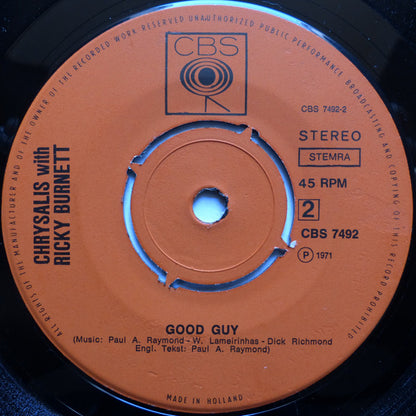 ALL RIGHTS OF THE MANUFACTURER AND OF THE OWNER OF THE RECORDED WORK RESERVED UNAUTHORIZED PUBLIC PERFORMANCE BROADCASTING AND COPYING OF THIS RECORD PROHIBITED
CBS
CBS 7492-2
STEREO
STEMRA
45 RPM
2
CBS 7492
Ⓟ 1971
CHRYSALIS with
RICKY BURNETT
GOOD GUY
(Music: Paul A. Raymond - W. Lameirinhas - Dick Richmond
Engl. Tekst: Paul A. Raymond)
MADE IN HOLLAND